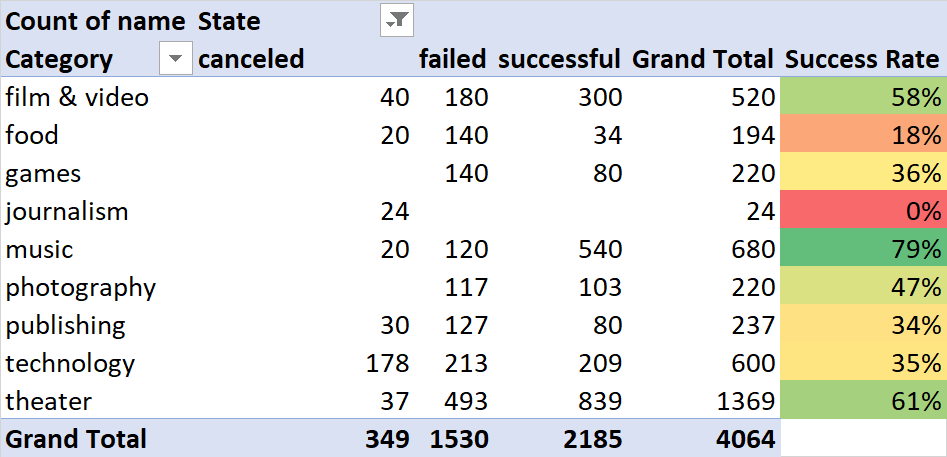 Count of name State
Category canceled failed successful Grand Total Success Rate
film & video 40 180 300 520 58%
food 20 140 34 194 18%
games 140 80 220 36%
journalism 24 24 0%
music 20 120 540 680 79%
photography 117 103 220 47%
publishing 30 127 80 237 34%
technology 178 213 209 600 35%
theater 37 493 839 1369 61%
Grand Total 349 1530 2185 4064